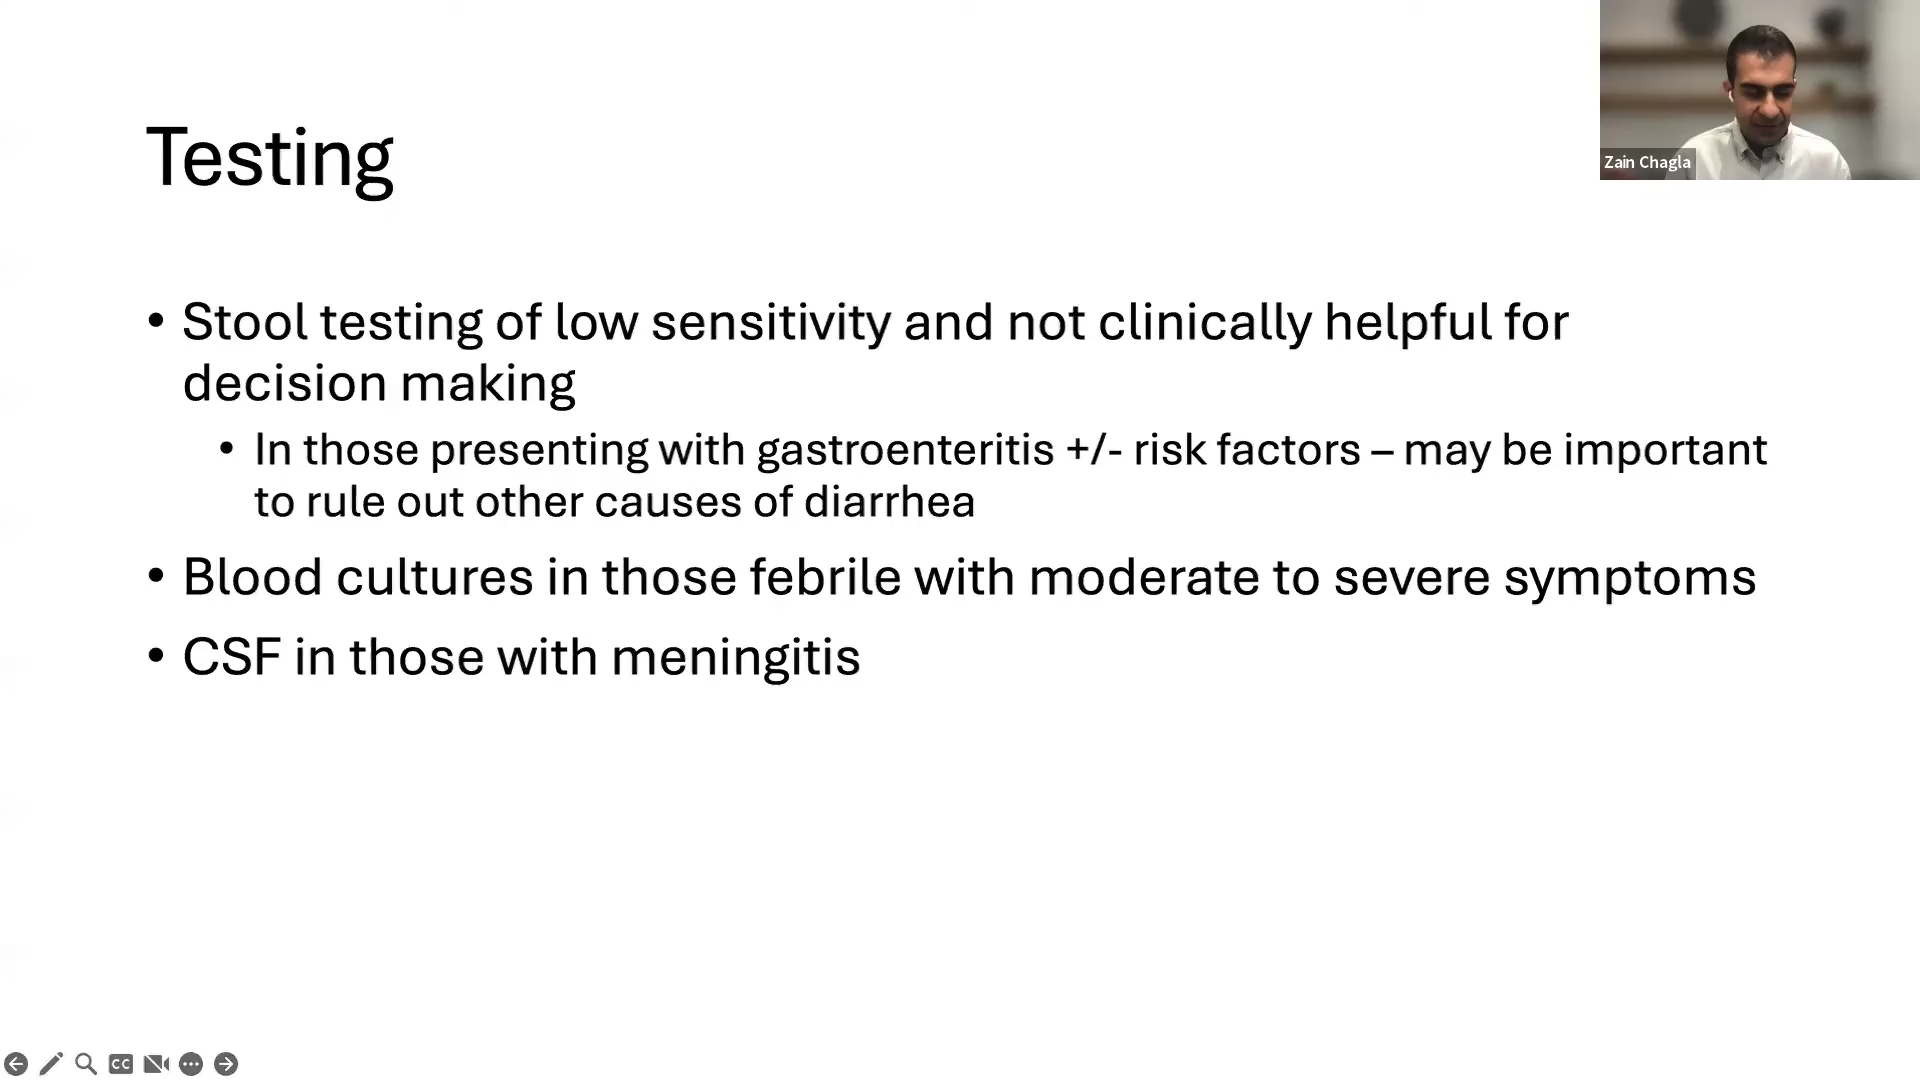 Testing
Zain Chagla
• Stool testing of low sensitivity and not clinically helpful for
decision making
• In those presenting with gastroenteritis +/- risk factors – may be important
to rule out other causes of diarrhea
• Blood cultures in those febrile with moderate to severe symptoms
• CSF in those with meningitis
CC